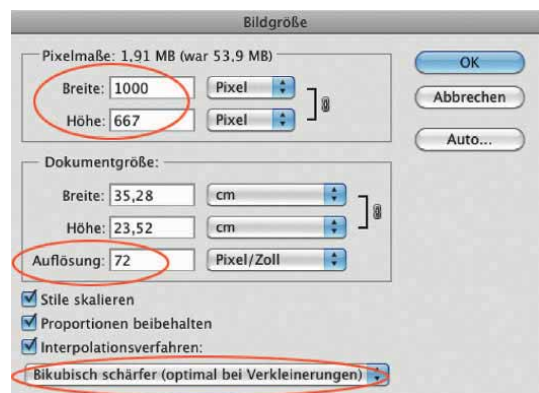 Bildgröße
Pixelmaße: 1,91 MB (war 53,9 MB)
OK
Breite: 1000 Pixel
Abbrechen
Höhe: 667 Pixel
Auto...
Dokumentgröße:
Breite: 35,28 cm
Höhe: 23,52 cm
Auflösung: 72 Pixel/Zoll
Stile skalieren
Proportionen beibehalten
Interpolationsverfahren:
Bikubisch schärfer (optimal bei Verkleinerungen)